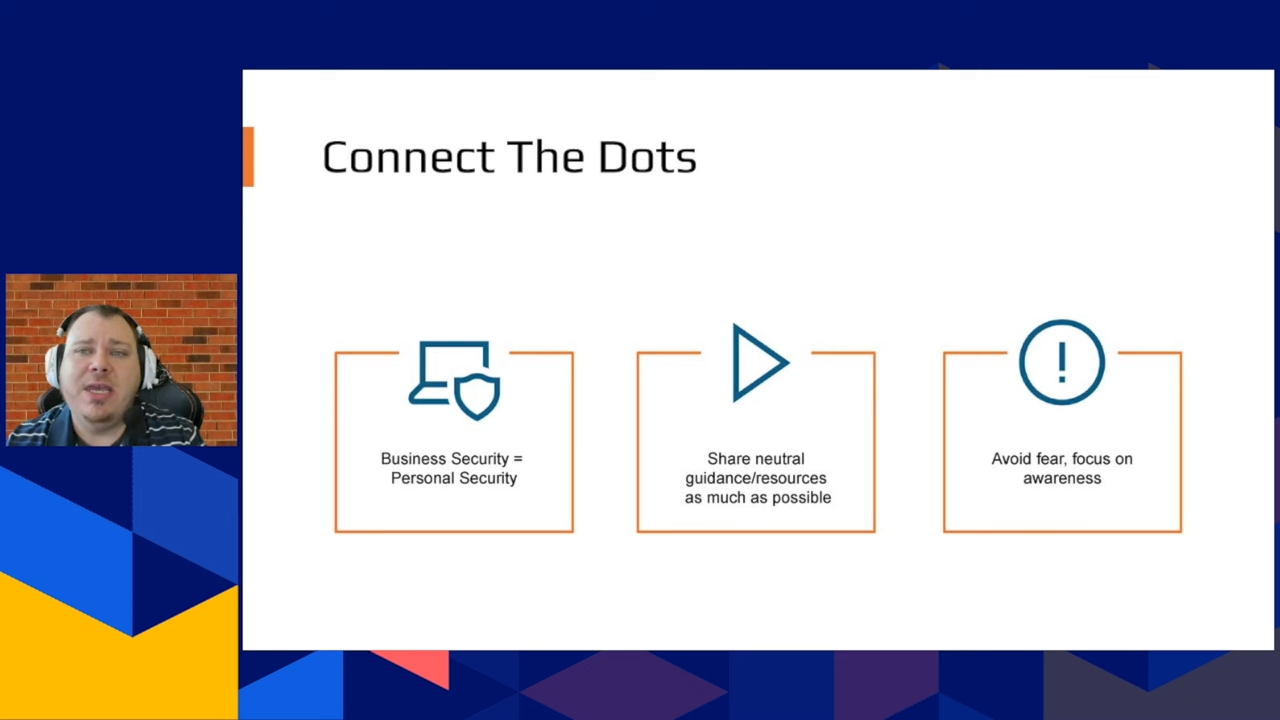 Connect The Dots
Business Security =
Personal Security
Share neutral
guidance/resources
as much as possible
Avoid fear, focus on
awareness